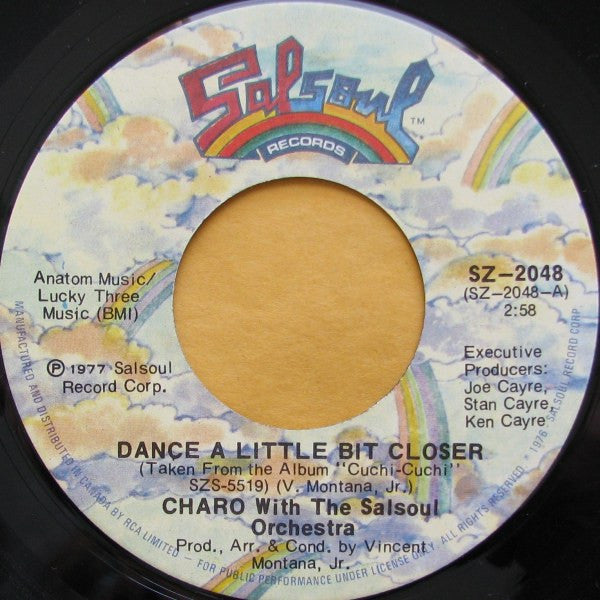 Salsoul ™
RECORDS
Anatom Music/
Lucky Three
Music (BMI)
SZ-2048
(SZ-2048-A)
2:58
℗ 1977 Salsoul
Record Corp.
Executive
Producers:
Joe Cayre,
Stan Cayre,
Ken Cayre
DANCE A LITTLE BIT CLOSER
(Taken From the Album "Cuchi-Cuchi"
SZS-5519) (V. Montana, Jr.)
CHARO With The Salsoul
Orchestra
Prod., Arr. & Cond. by Vincent
Montana, Jr.
MANUFACTURED AND DISTRIBUTED IN CANADA BY RCA LIMITED - FOR PUBLIC PERFORMANCE UNDER LICENSE ONLY. ALL RIGHTS RESERVED. © 1976 SALSOUL RECORD CORP